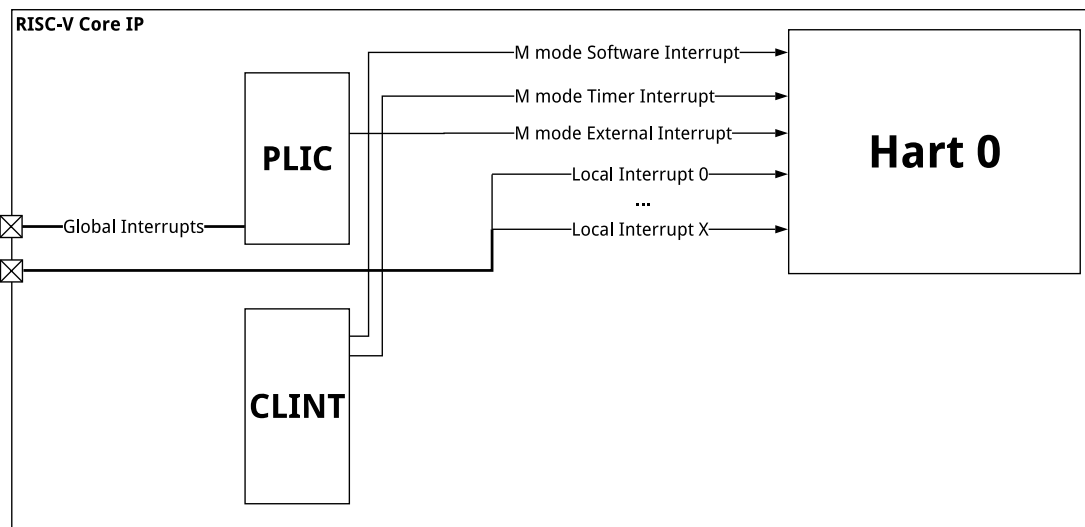 RISC-V Core IP
M mode Software Interrupt
M mode Timer Interrupt
M mode External Interrupt
PLIC
Hart 0
Local Interrupt 0
...
Global Interrupts
Local Interrupt X
CLINT